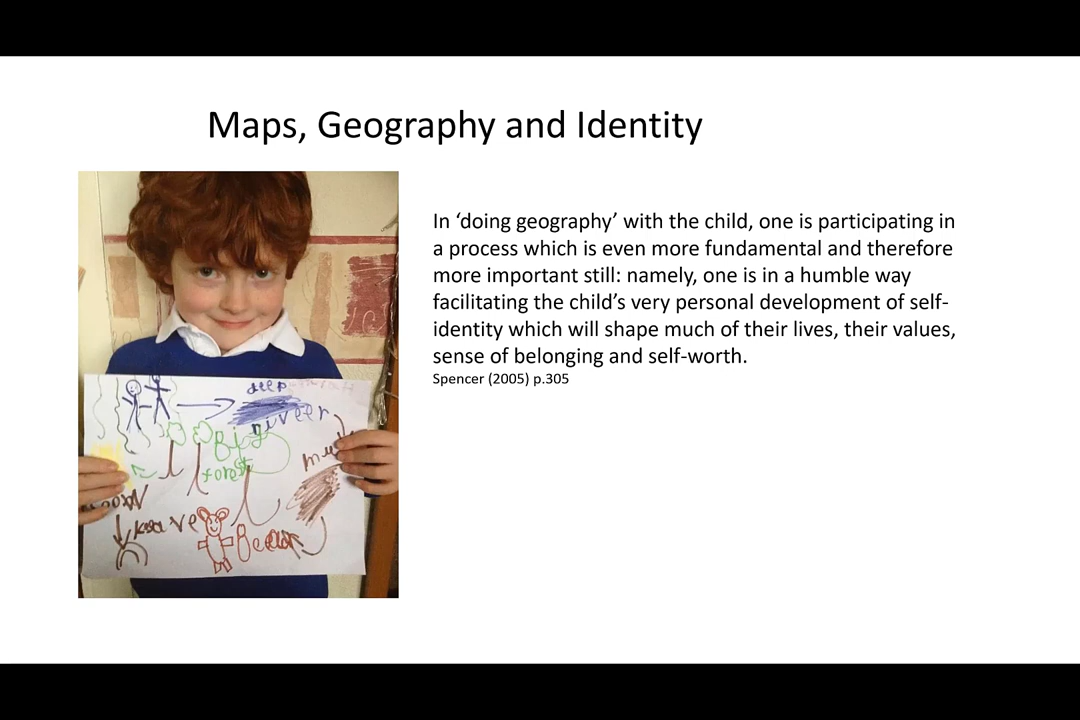 Maps, Geography and Identity
In ‘doing geography’ with the child, one is participating in
a process which is even more fundamental and therefore
more important still: namely, one is in a humble way
facilitating the child’s very personal development of self-
identity which will shape much of their lives, their values,
sense of belonging and self-worth.
Spencer (2005) p.305
deep
riveer
big
forest
mud
kave
Bear